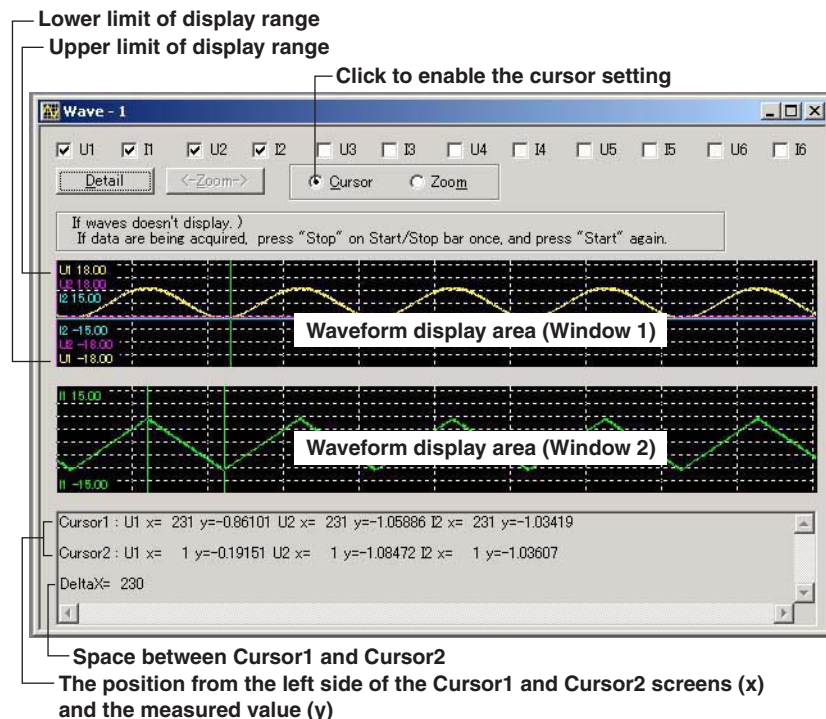 Lower limit of display range
Upper limit of display range
Click to enable the cursor setting
Wave - 1
U1 I1 U2 I2 U3 I3 U4 I4 U5 I5 U6 I6
Detail <-Zoom-> Cursor Zoom
If waves doesn't display. )
If data are being acquired, press "Stop" on Start/Stop bar once, and press "Start" again.
U1 18.00
U2 18.00
I2 15.00
Waveform display area (Window 1)
I2 -15.00
U2 -18.00
U1 -18.00
I1 15.00
Waveform display area (Window 2)
I1 -15.00
Cursor1 : U1 x= 231 y=-0.86101 U2 x= 231 y=-1.05886 I2 x= 231 y=-1.03419
Cursor2 : U1 x= 1 y=-0.19151 U2 x= 1 y=-1.08472 I2 x= 1 y=-1.03607
DeltaX= 230
Space between Cursor1 and Cursor2
The position from the left side of the Cursor1 and Cursor2 screens (x)
and the measured value (y)